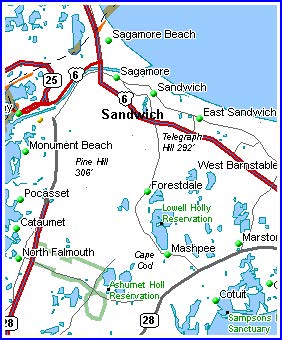 Sagamore Beach
25
6
Sagamore
Sandwich
Sandwich
6
East Sandwich
Telegraph
Hill 292'
Monument Beach
Pine Hill
306'
West Barnstable
Forestdale
Pocasset
Lowell Holly
Reservation
Cataumet
Mashpee
Marston
North Falmouth
Cape
Cod
Ashumet Holl
Reservation
Cotuit
28
28
Sampsons I
Sanctuary